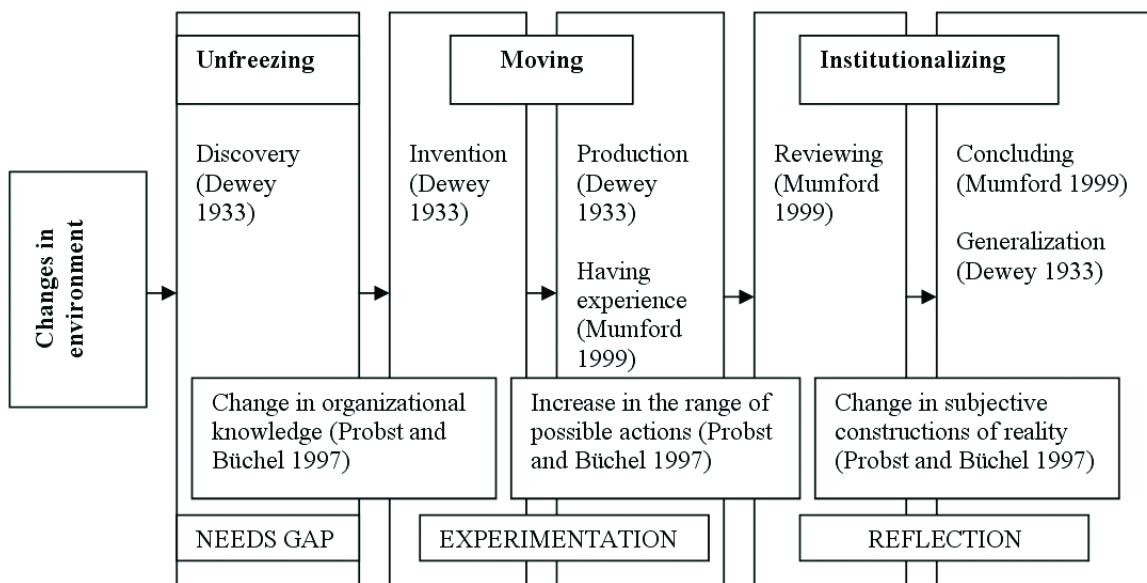 Unfreezing
Moving
Institutionalizing
Changes in
environment
Discovery
(Dewey
1933)
Invention
(Dewey
1933)
Production
(Dewey
1933)
Having
experience
(Mumford
1999)
Reviewing
(Mumford
1999)
Concluding
(Mumford 1999)
Generalization
(Dewey 1933)
Change in organizational
knowledge (Probst and
Büchel 1997)
Increase in the range of
possible actions (Probst
and Büchel 1997)
Change in subjective
constructions of reality
(Probst and Büchel 1997)
NEEDS GAP
EXPERIMENTATION
REFLECTION